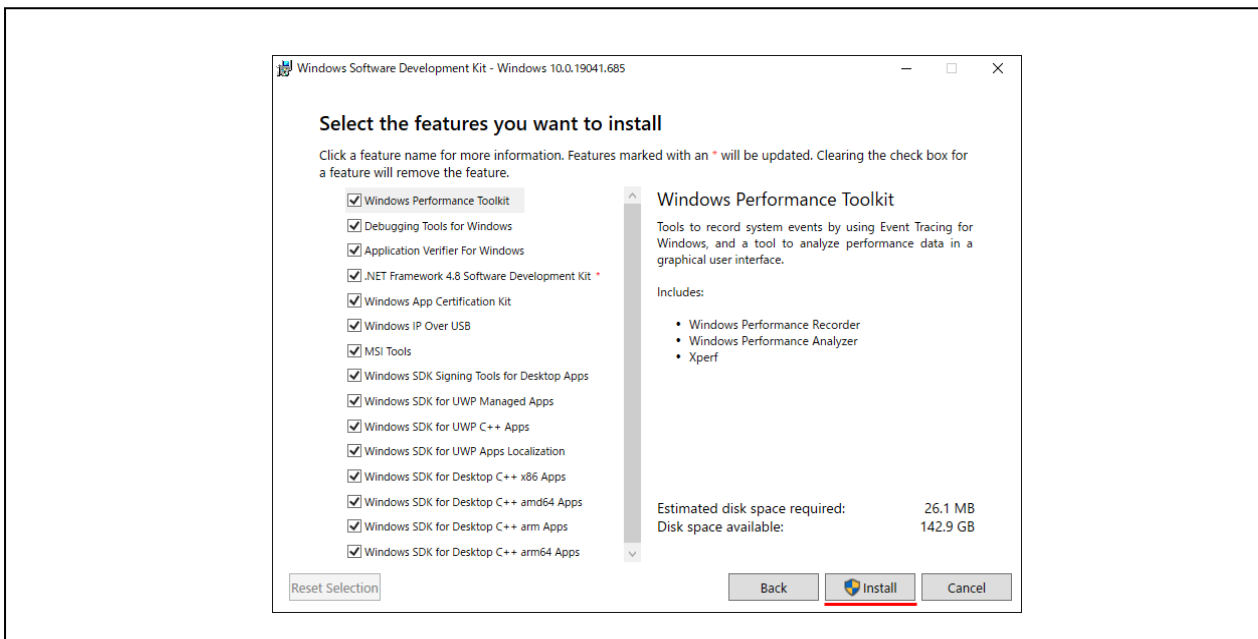 Windows Software Development Kit - Windows 10.0.19041.685
Select the features you want to install
Click a feature name for more information. Features marked with an * will be updated. Clearing the check box for
a feature will remove the feature.
Windows Performance Toolkit
Debugging Tools for Windows
Application Verifier For Windows
.NET Framework 4.8 Software Development Kit *
Windows App Certification Kit
Windows IP Over USB
MSI Tools
Windows SDK Signing Tools for Desktop Apps
Windows SDK for UWP Managed Apps
Windows SDK for UWP C++ Apps
Windows SDK for UWP Apps Localization
Windows SDK for Desktop C++ x86 Apps
Windows SDK for Desktop C++ amd64 Apps
Windows SDK for Desktop C++ arm Apps
Windows SDK for Desktop C++ arm64 Apps
Windows Performance Toolkit
Tools to record system events by using Event Tracing for
Windows, and a tool to analyze performance data in a
graphical user interface.
Includes:
• Windows Performance Recorder
• Windows Performance Analyzer
• Xperf
Estimated disk space required: 26.1 MB
Disk space available: 142.9 GB
Reset Selection Back Install Cancel